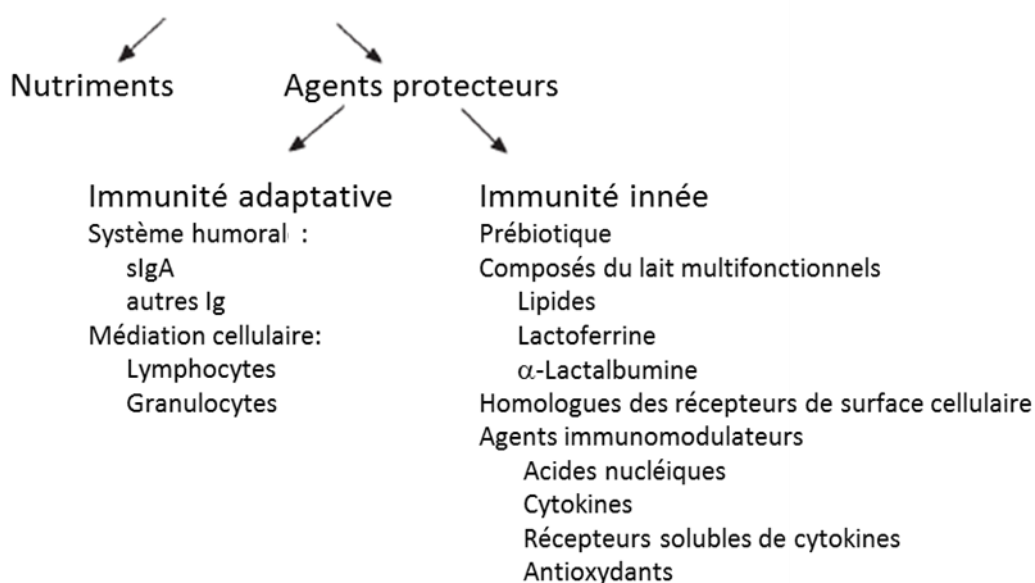 Nutriments
Agents protecteurs
Immunité adaptative
Système humoral :
sIgA
autres Ig
Médiation cellulaire:
Lymphocytes
Granulocytes
Immunité innée
Prébiotique
Composés du lait multifonctionnels
Lipides
Lactoferrine
α-Lactalbumine
Homologues des récepteurs de surface cellulaire
Agents immunomodulateurs
Acides nucléiques
Cytokines
Récepteurs solubles de cytokines
Antioxydants